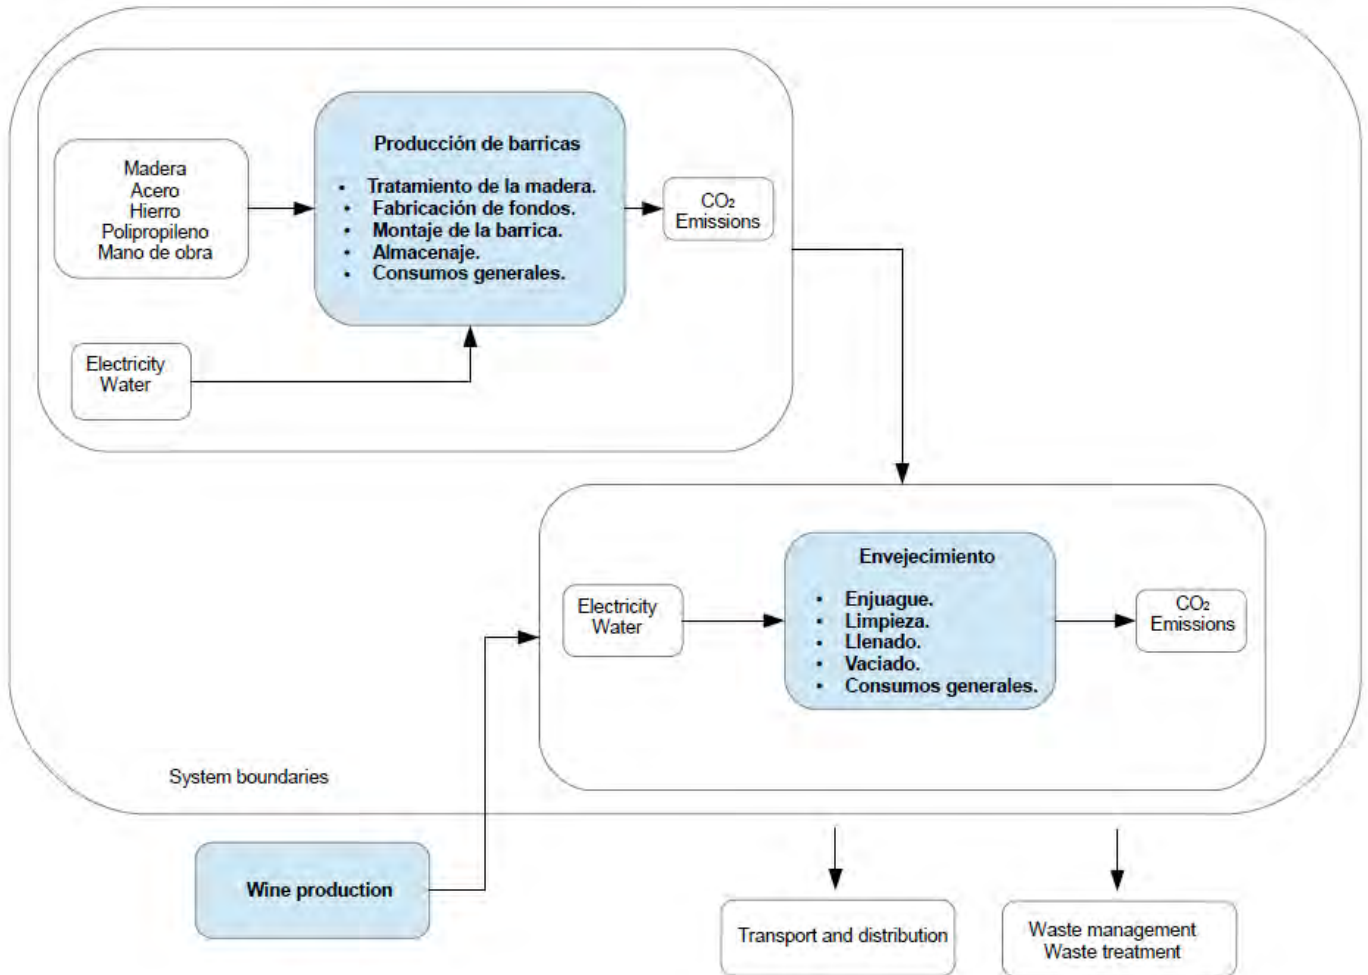 Producción de barricas
• Tratamiento de la madera.
• Fabricación de fondos.
• Montaje de la barrica.
• Almacenaje.
• Consumos generales.
Madera
Acero
Hierro
Polipropileno
Mano de obra
CO₂
Emissions
Electricity
Water
Envejecimiento
• Enjuague.
• Limpieza.
• Llenado.
• Vaciado.
• Consumos generales.
Electricity
Water
CO₂
Emissions
System boundaries
Wine production
Transport and distribution
Waste management
Waste treatment